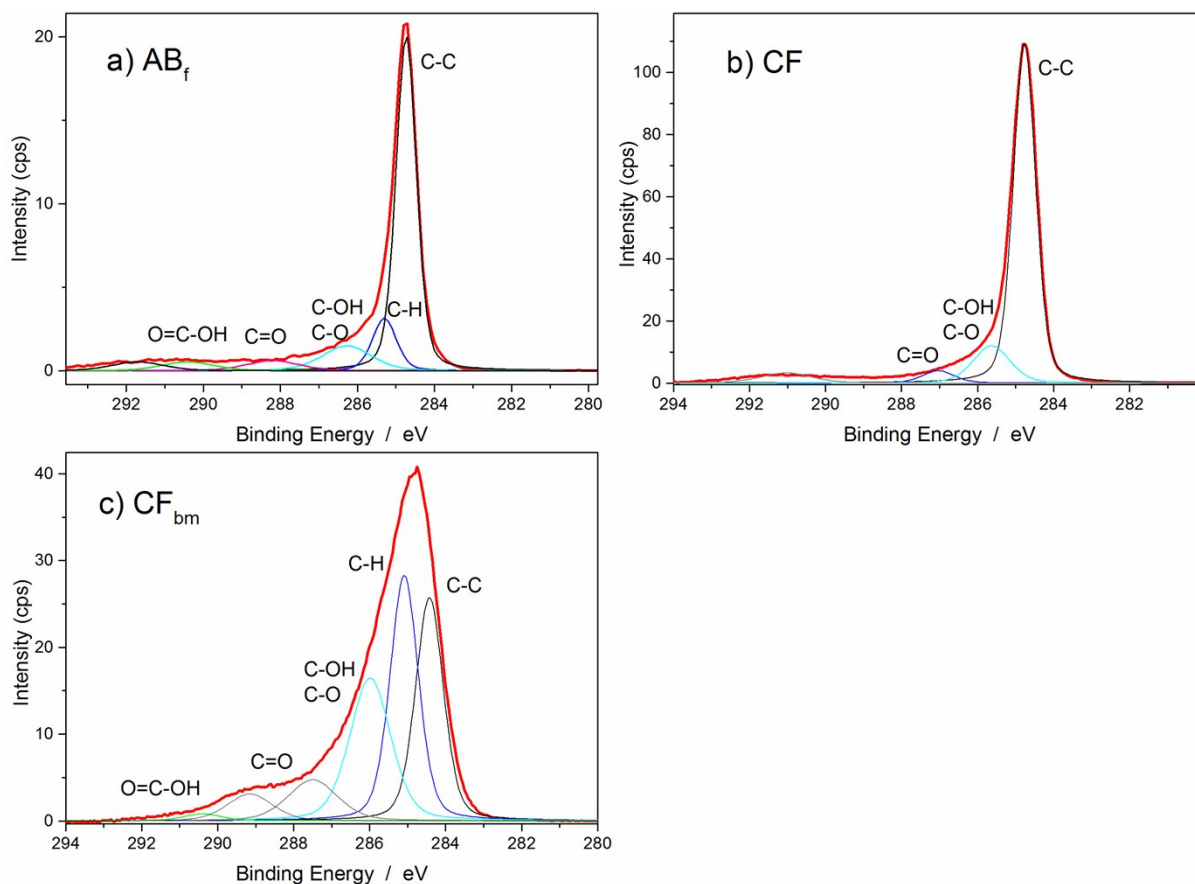 a) ABf
C-C
C-OH
C-H
O=C-OH
C=O
C-O
20
10
0
Intensity (cps)
292 290 288 286 284 282 280
Binding Energy / eV
b) CF
C-C
C-OH
C-O
C=O
100
80
60
40
20
0
Intensity (cps)
294 292 290 288 286 284 282
Binding Energy / eV
c) CFbm
C-H
C-C
C-OH
C-O
C=O
O=C-OH
40
30
20
10
0
Intensity (cps)
294 292 290 288 286 284 282 280
Binding Energy / eV